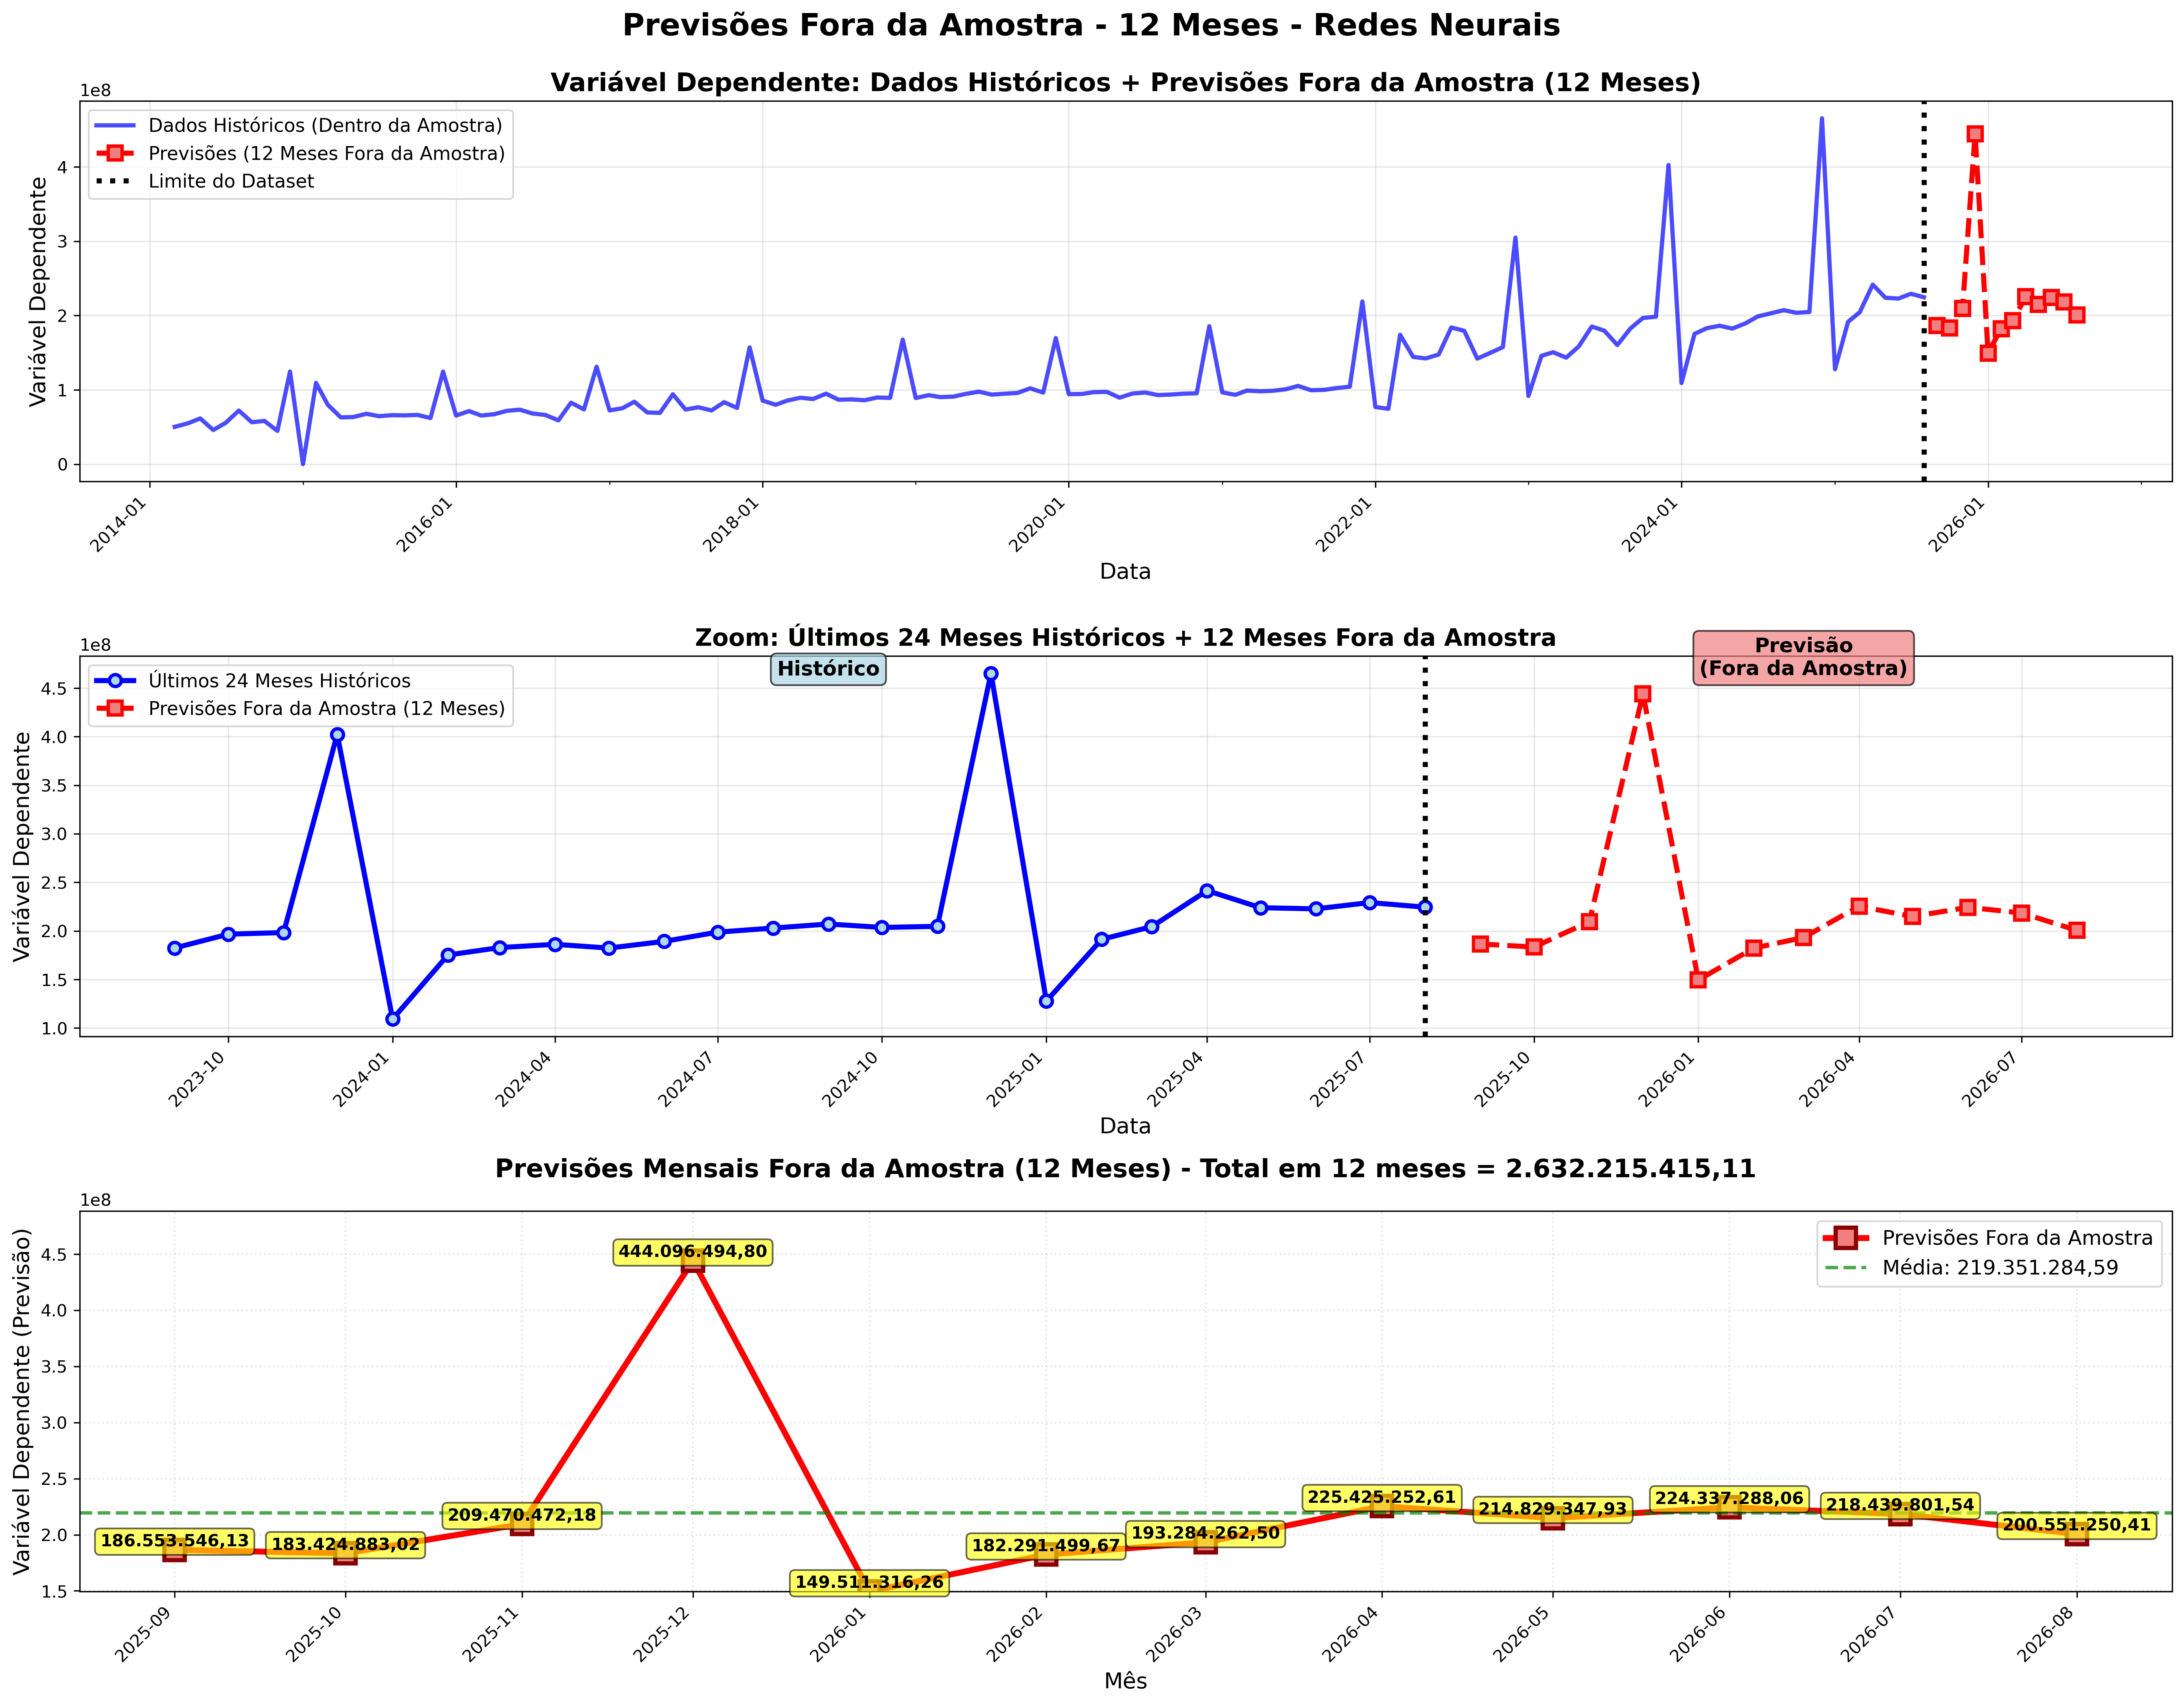 Previsões Fora da Amostra - 12 Meses - Redes Neurais
Variável Dependente: Dados Históricos + Previsões Fora da Amostra (12 Meses)
1e8
Dados Históricos (Dentro da Amostra)
Previsões (12 Meses Fora da Amostra)
Limite do Dataset
Variável Dependente
4
3
2
1
0
2014-01
2016-01
2018-01
2020-01
2022-01
2024-01
2026-01
Data
Zoom: Últimos 24 Meses Históricos + 12 Meses Fora da Amostra
1e8
Últimos 24 Meses Históricos
Previsões Fora da Amostra (12 Meses)
Histórico
Previsão
(Fora da Amostra)
Variável Dependente
4.5
4.0
3.5
3.0
2.5
2.0
1.5
1.0
2023-10
2024-01
2024-04
2024-07
2024-10
2025-01
2025-04
2025-07
2025-10
2026-01
2026-04
2026-07
Data
Previsões Mensais Fora da Amostra (12 Meses) - Total em 12 meses = 2.632.215.415,11
1e8
Previsões Fora da Amostra
Média: 219.351.284,59
Variável Dependente (Previsão)
4.5
4.0
3.5
3.0
2.5
2.0
1.5
186.553.546,13
183.424.883,02
209.470.472,18
444.096.494,80
149.511.316,26
182.291.499,67
193.284.262,50
225.425.252,61
214.829.347,93
224.337.288,06
218.439.801,54
200.551.250,41
2025-09
2025-10
2025-11
2025-12
2026-01
2026-02
2026-03
2026-04
2026-05
2026-06
2026-07
2026-08
Mês